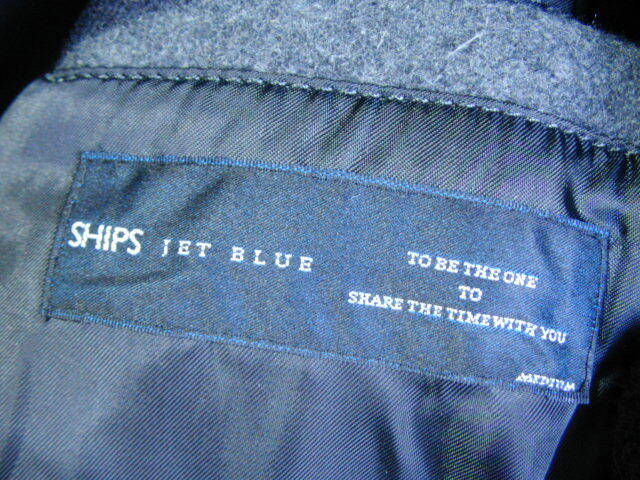 SHIPS JET BLUE
TO BE THE ONE
TO
SHARE THE TIME WITH YOU
MEDIUM